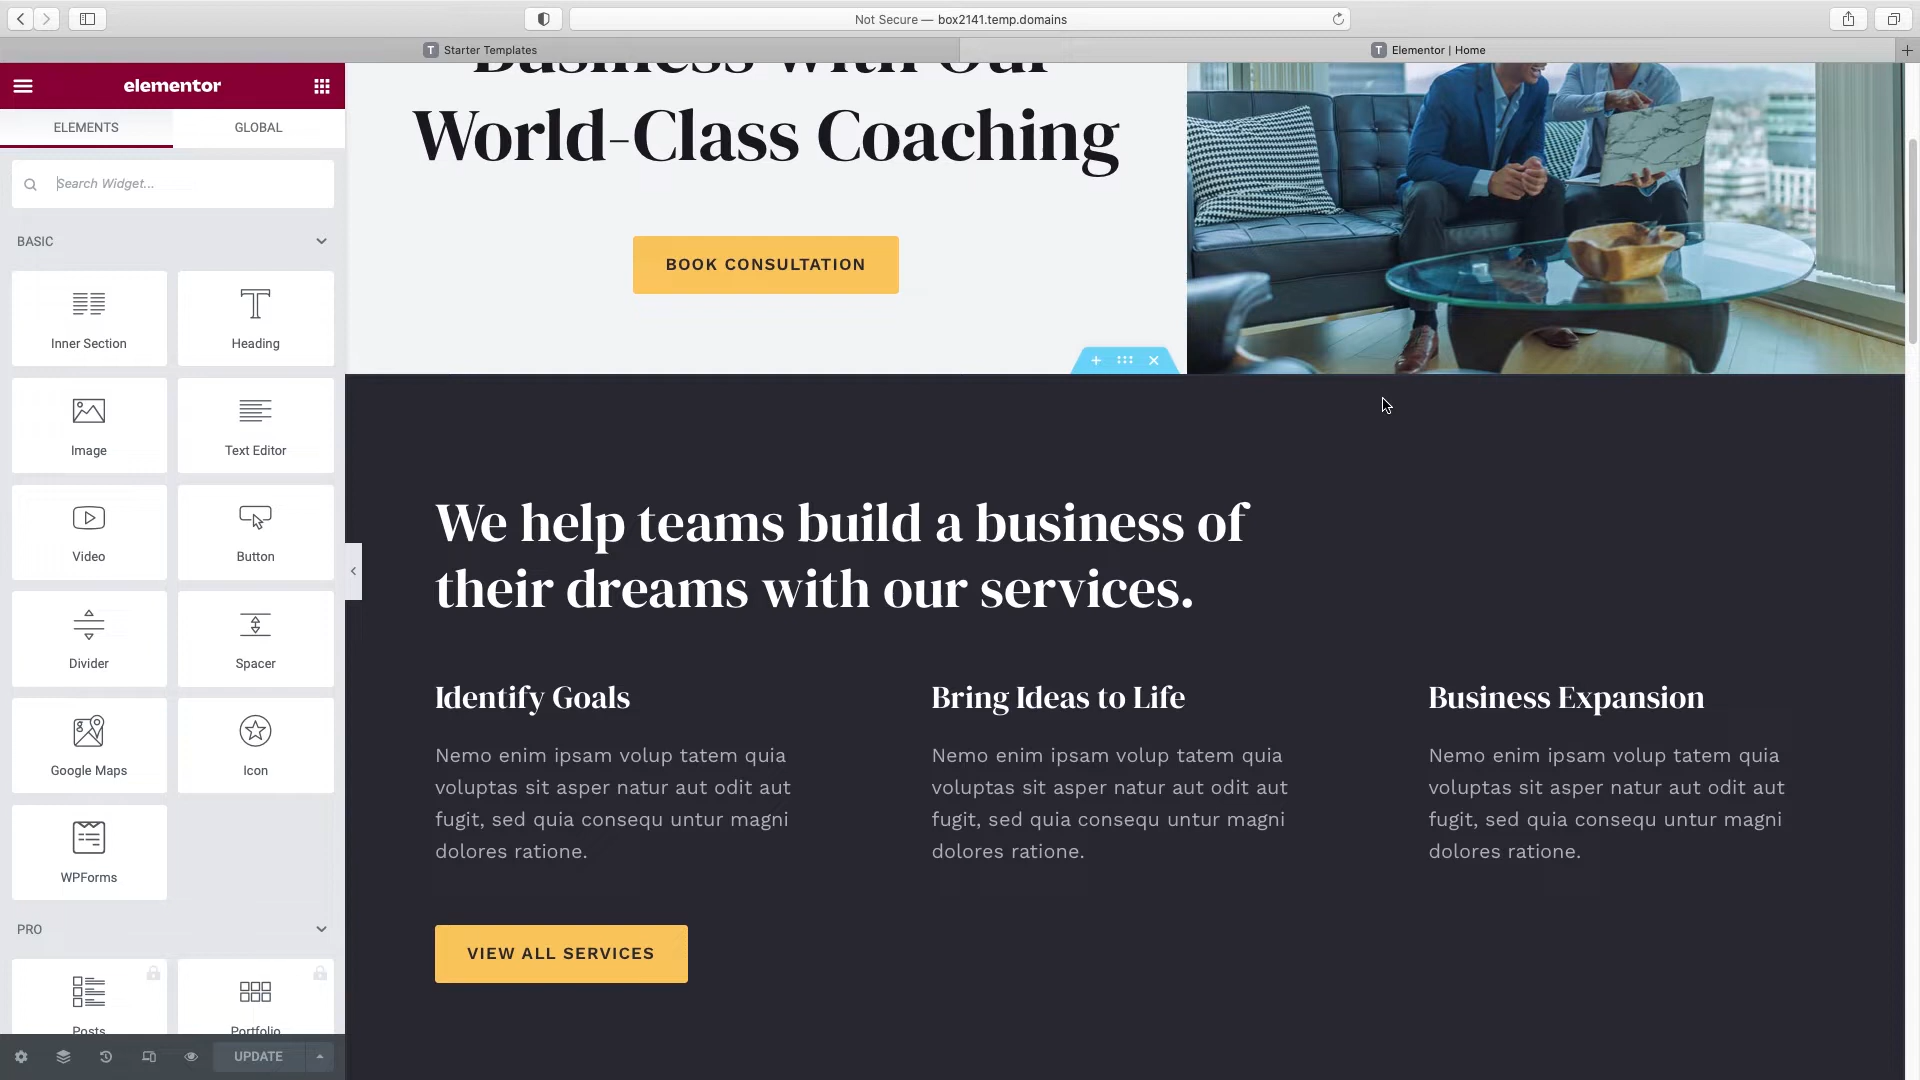 Not Secure — box2141.temp.domains
T Starter Templates
T Elementor | Home
elementor
ELEMENTS
GLOBAL
Search Widget...
BASIC
Inner Section
Heading
Image
Text Editor
Video
Button
Divider
Spacer
Google Maps
Icon
WPForms
PRO
Posts
Portfolio
UPDATE
Business With Our
World-Class Coaching
BOOK CONSULTATION
We help teams build a business of
their dreams with our services.
Identify Goals
Nemo enim ipsam volup tatem quia
voluptas sit asper natur aut odit aut
fugit, sed quia consequ untur magni
dolores ratione.
Bring Ideas to Life
Nemo enim ipsam volup tatem quia
voluptas sit asper natur aut odit aut
fugit, sed quia consequ untur magni
dolores ratione.
Business Expansion
Nemo enim ipsam volup tatem quia
voluptas sit asper natur aut odit aut
fugit, sed quia consequ untur magni
dolores ratione.
VIEW ALL SERVICES